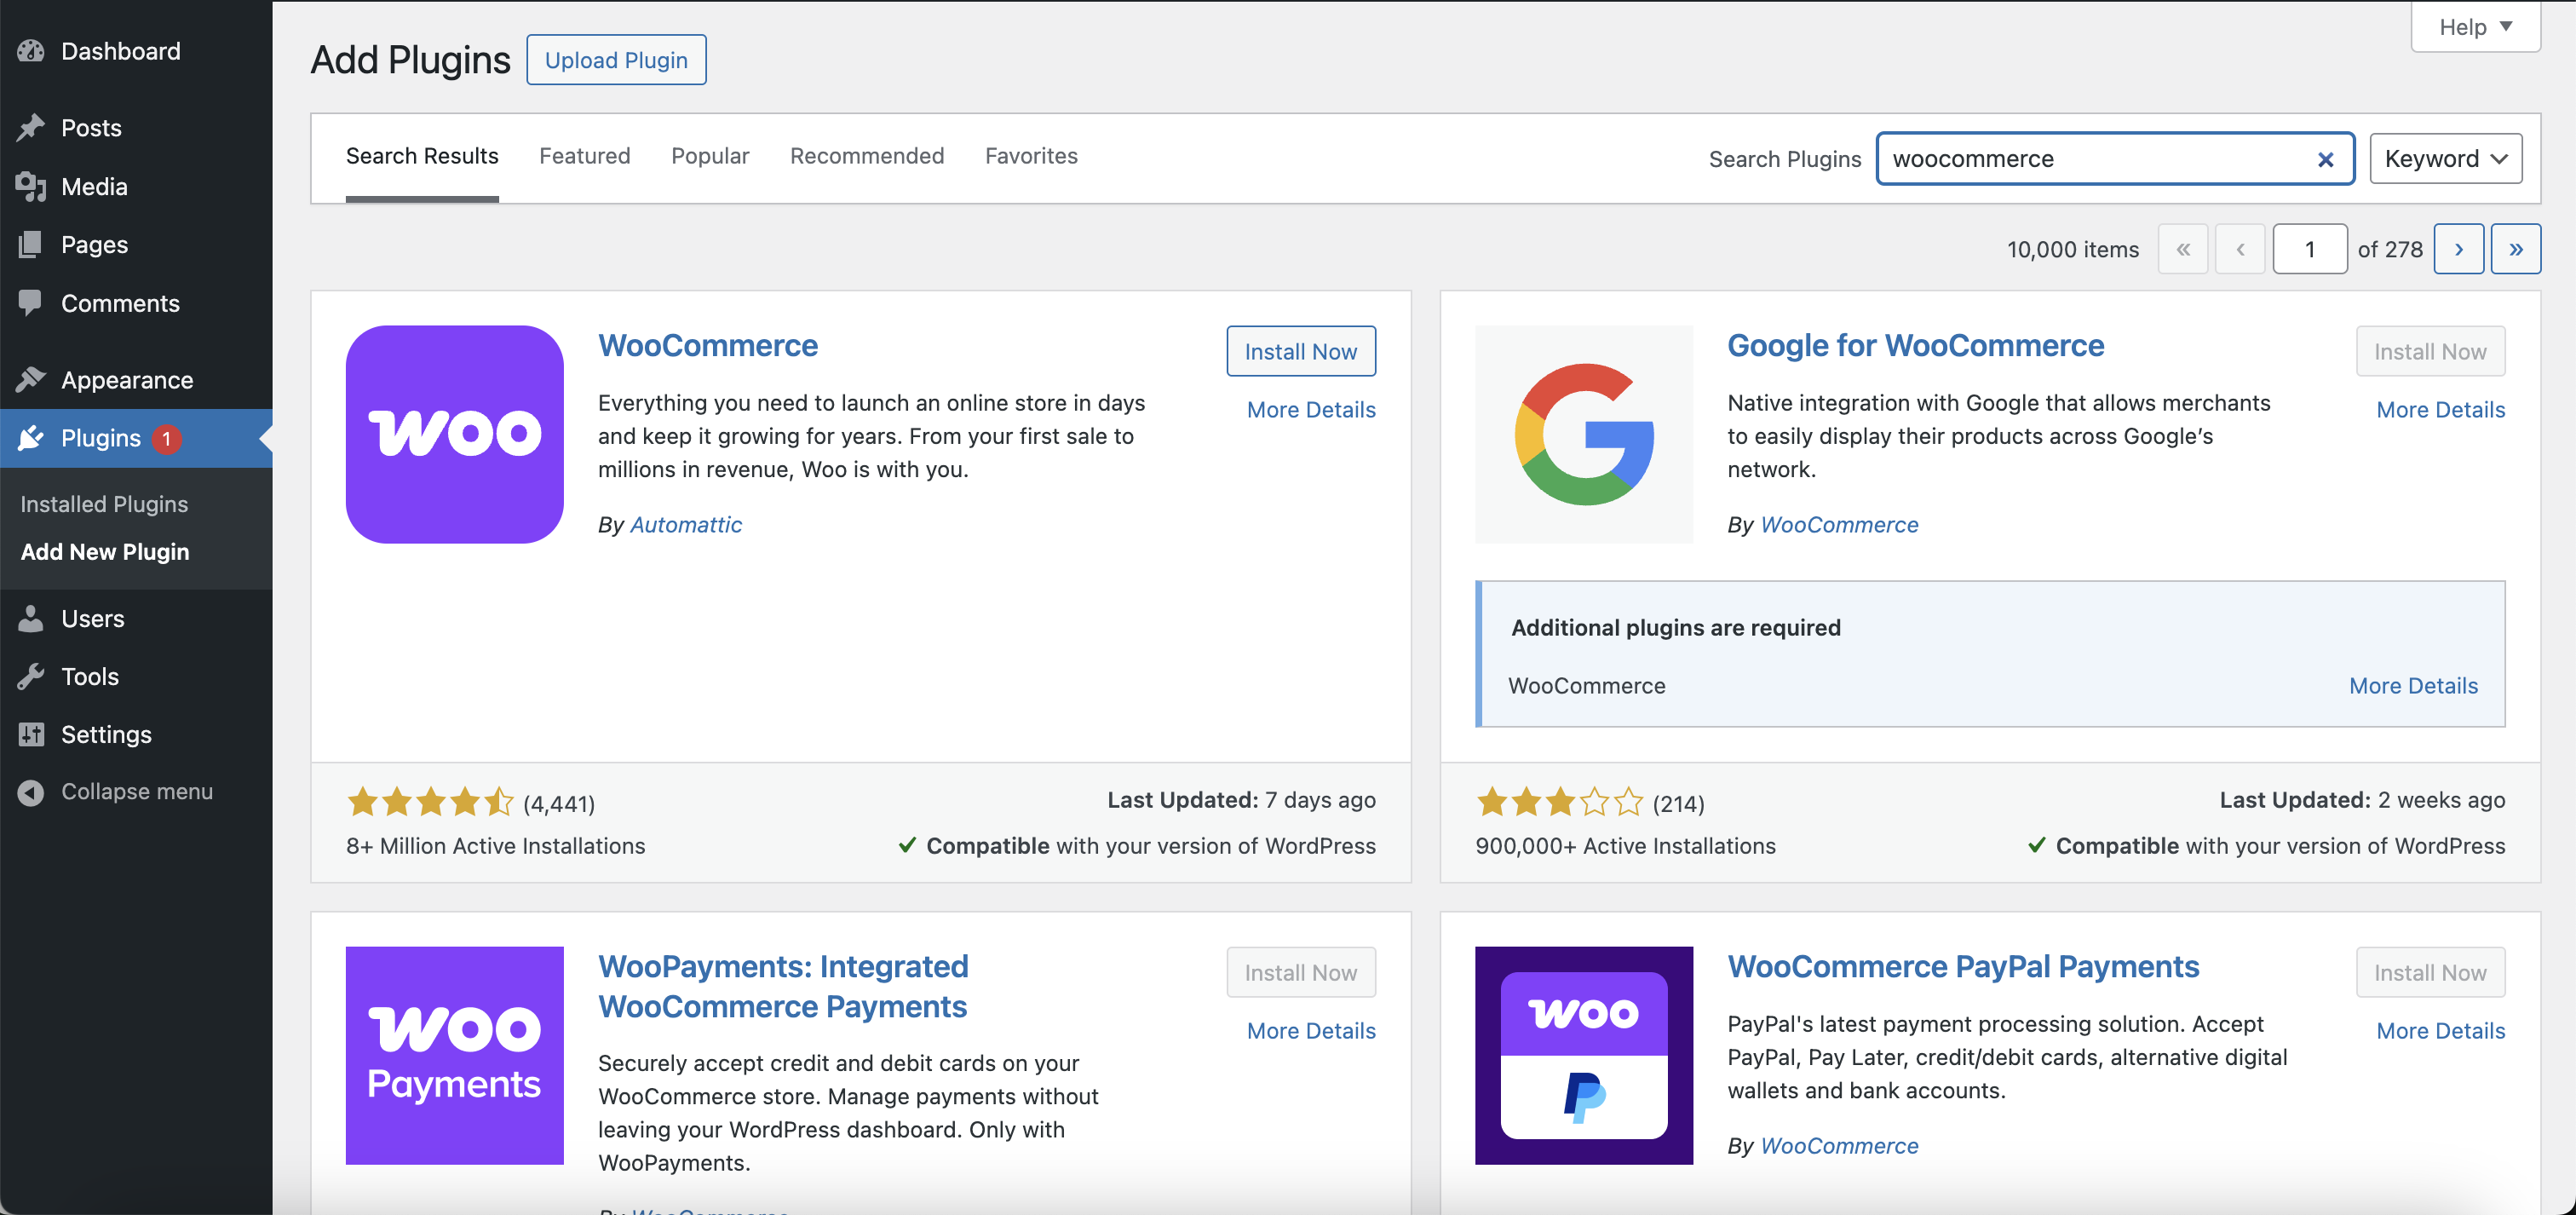 Dashboard
Posts
Media
Pages
Comments
Appearance
Plugins 1
Installed Plugins
Add New Plugin
Users
Tools
Settings
Collapse menu
Help
Add Plugins
Upload Plugin
Search Results
Featured
Popular
Recommended
Favorites
Search Plugins
woocommerce
Keyword
10,000 items
«
‹
1
of 278
›
»
woo
WooCommerce
Everything you need to launch an online store in days
and keep it growing for years. From your first sale to
millions in revenue, Woo is with you.
By Automattic
Install Now
More Details
(4,441)
8+ Million Active Installations
Last Updated: 7 days ago
Compatible with your version of WordPress
G
Google for WooCommerce
Native integration with Google that allows merchants
to easily display their products across Google’s
network.
By WooCommerce
Install Now
More Details
Additional plugins are required
WooCommerce
More Details
(214)
900,000+ Active Installations
Last Updated: 2 weeks ago
Compatible with your version of WordPress
woo
Payments
WooPayments: Integrated
WooCommerce Payments
Securely accept credit and debit cards on your
WooCommerce store. Manage payments without
leaving your WordPress dashboard. Only with
WooPayments.
By WooCommerce
Install Now
More Details
woo
WooCommerce PayPal Payments
PayPal's latest payment processing solution. Accept
PayPal, Pay Later, credit/debit cards, alternative digital
wallets and bank accounts.
By WooCommerce
Install Now
More Details